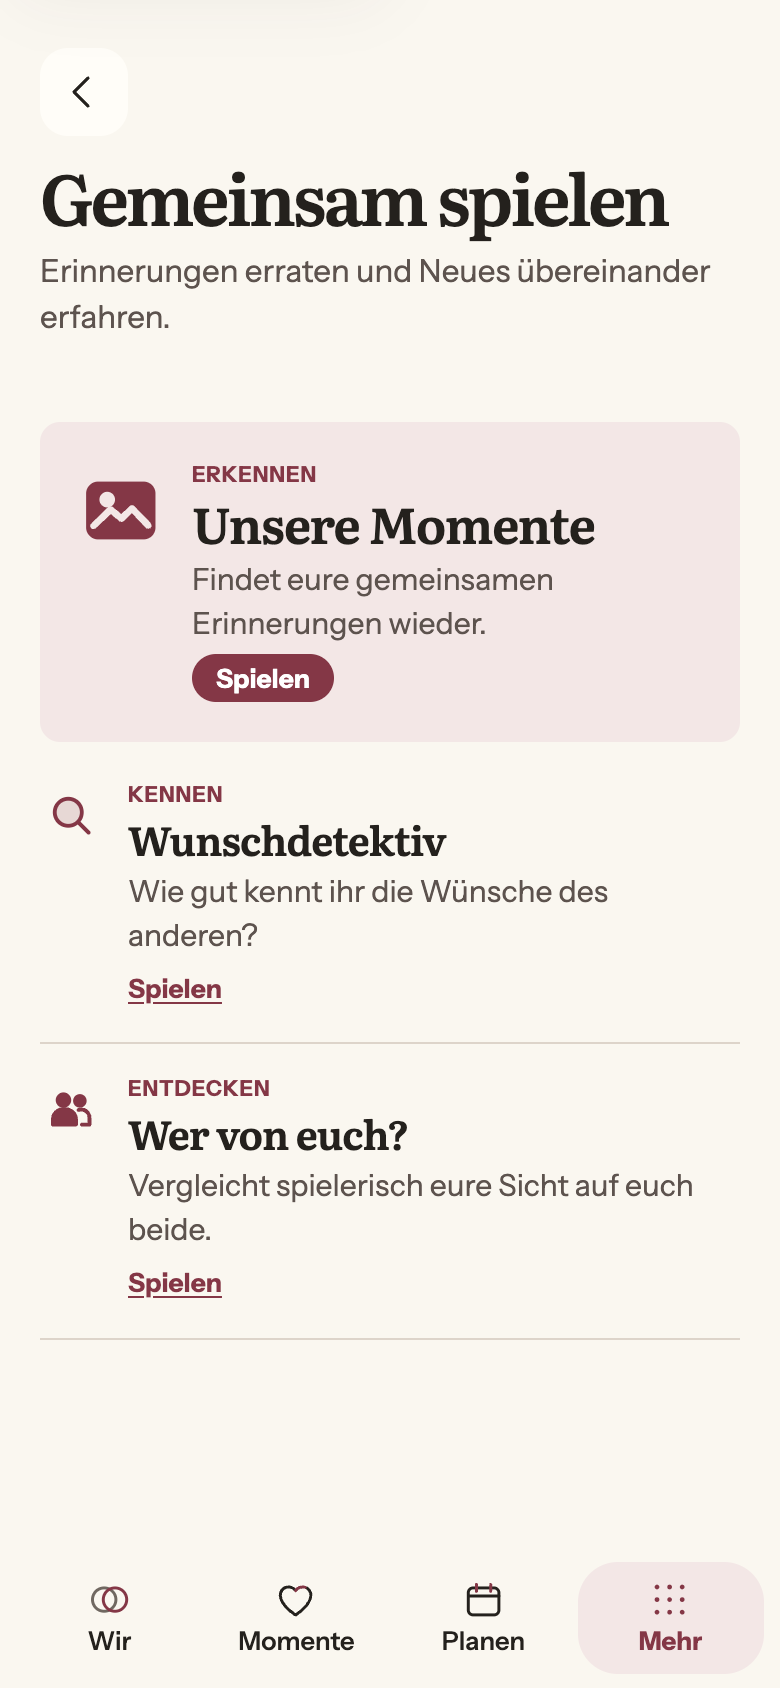 Gemeinsam spielen
Erinnerungen erraten und Neues übereinander
erfahren.
ERKENNEN
Unsere Momente
Findet eure gemeinsamen
Erinnerungen wieder.
Spielen
KENNEN
Wunschdetektiv
Wie gut kennt ihr die Wünsche des
anderen?
Spielen
ENTDECKEN
Wer von euch?
Vergleicht spielerisch eure Sicht auf euch
beide.
Spielen
Wir
Momente
Planen
Mehr